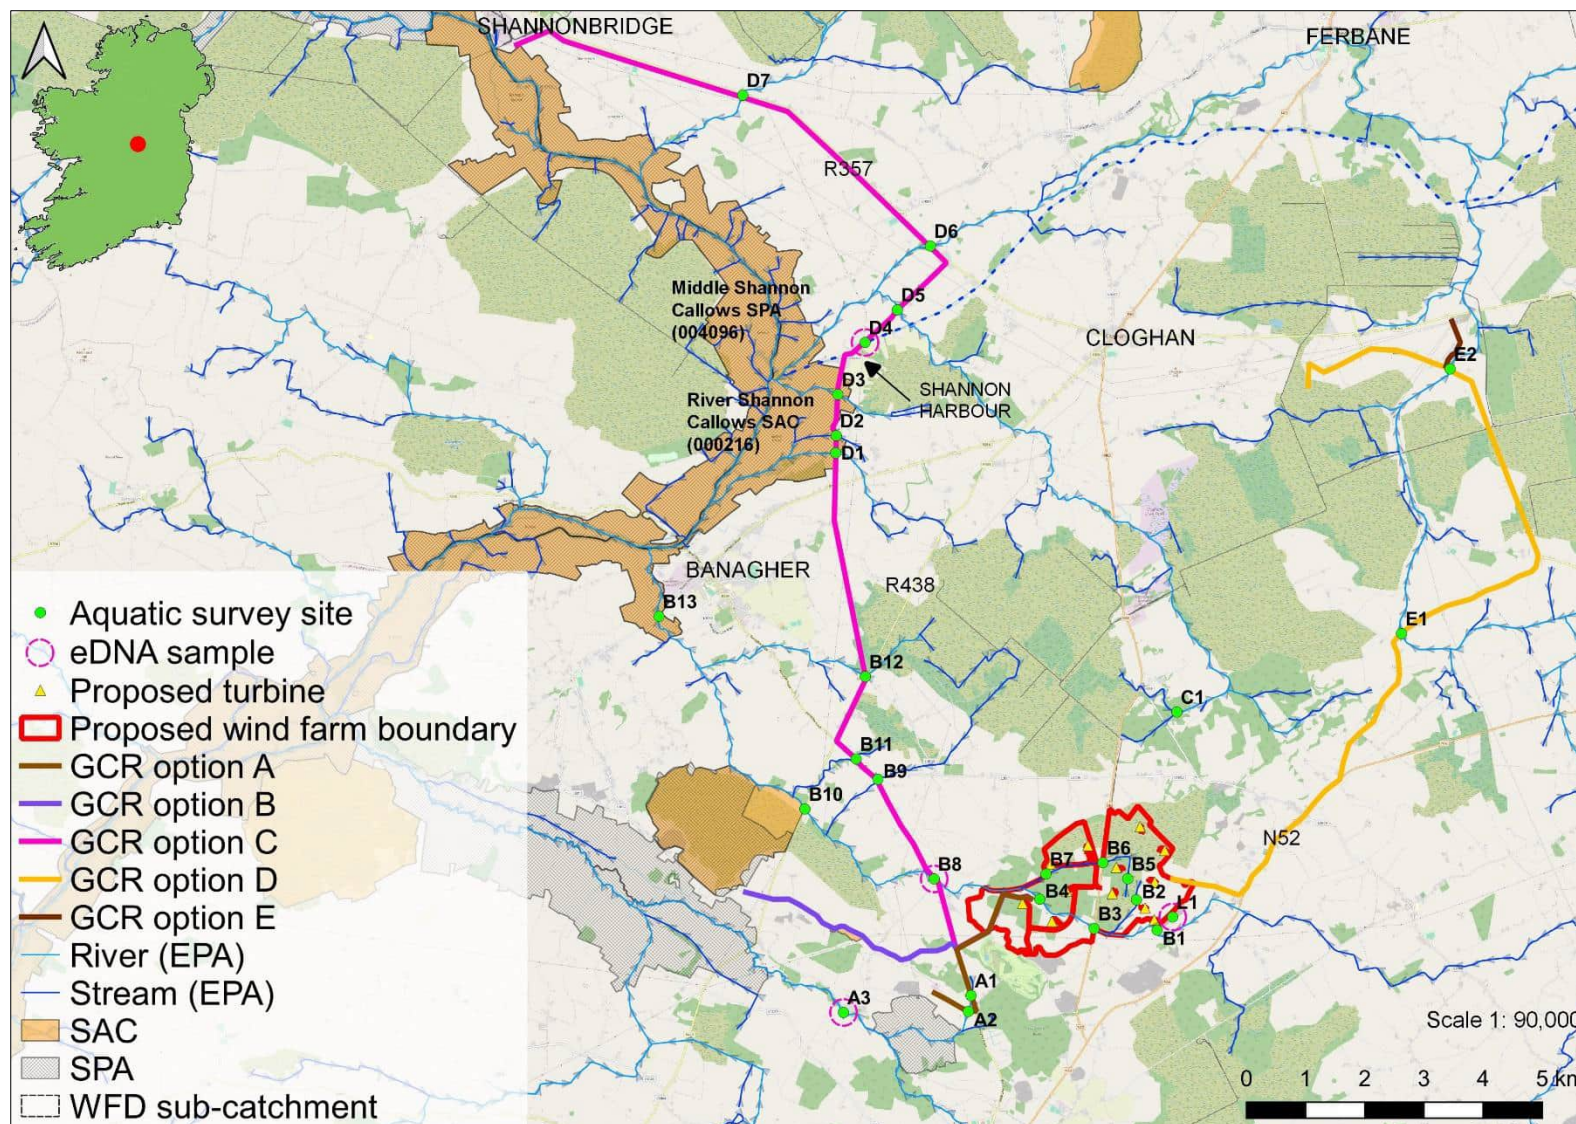 SHANNONBRIDGE
FERBANE
D7
R357
D6
Middle Shannon
Callows SPA
(004096)
D5
D4
CLOGHAN
E2
D3
SHANNON
HARBOUR
River Shannon
Callows SAC
(000216)
D2
D1
BANAGHER
R438
B13
E1
B12
C1
B11
B9
B10
N52
B8
B7
B6
B5
B4
B2
B3
L1
B1
A1
A3
A2
Aquatic survey site
eDNA sample
Proposed turbine
Proposed wind farm boundary
GCR option A
GCR option B
GCR option C
GCR option D
GCR option E
River (EPA)
Stream (EPA)
SAC
SPA
WFD sub-catchment
Scale 1: 90,000
0 1 2 3 4 5 km